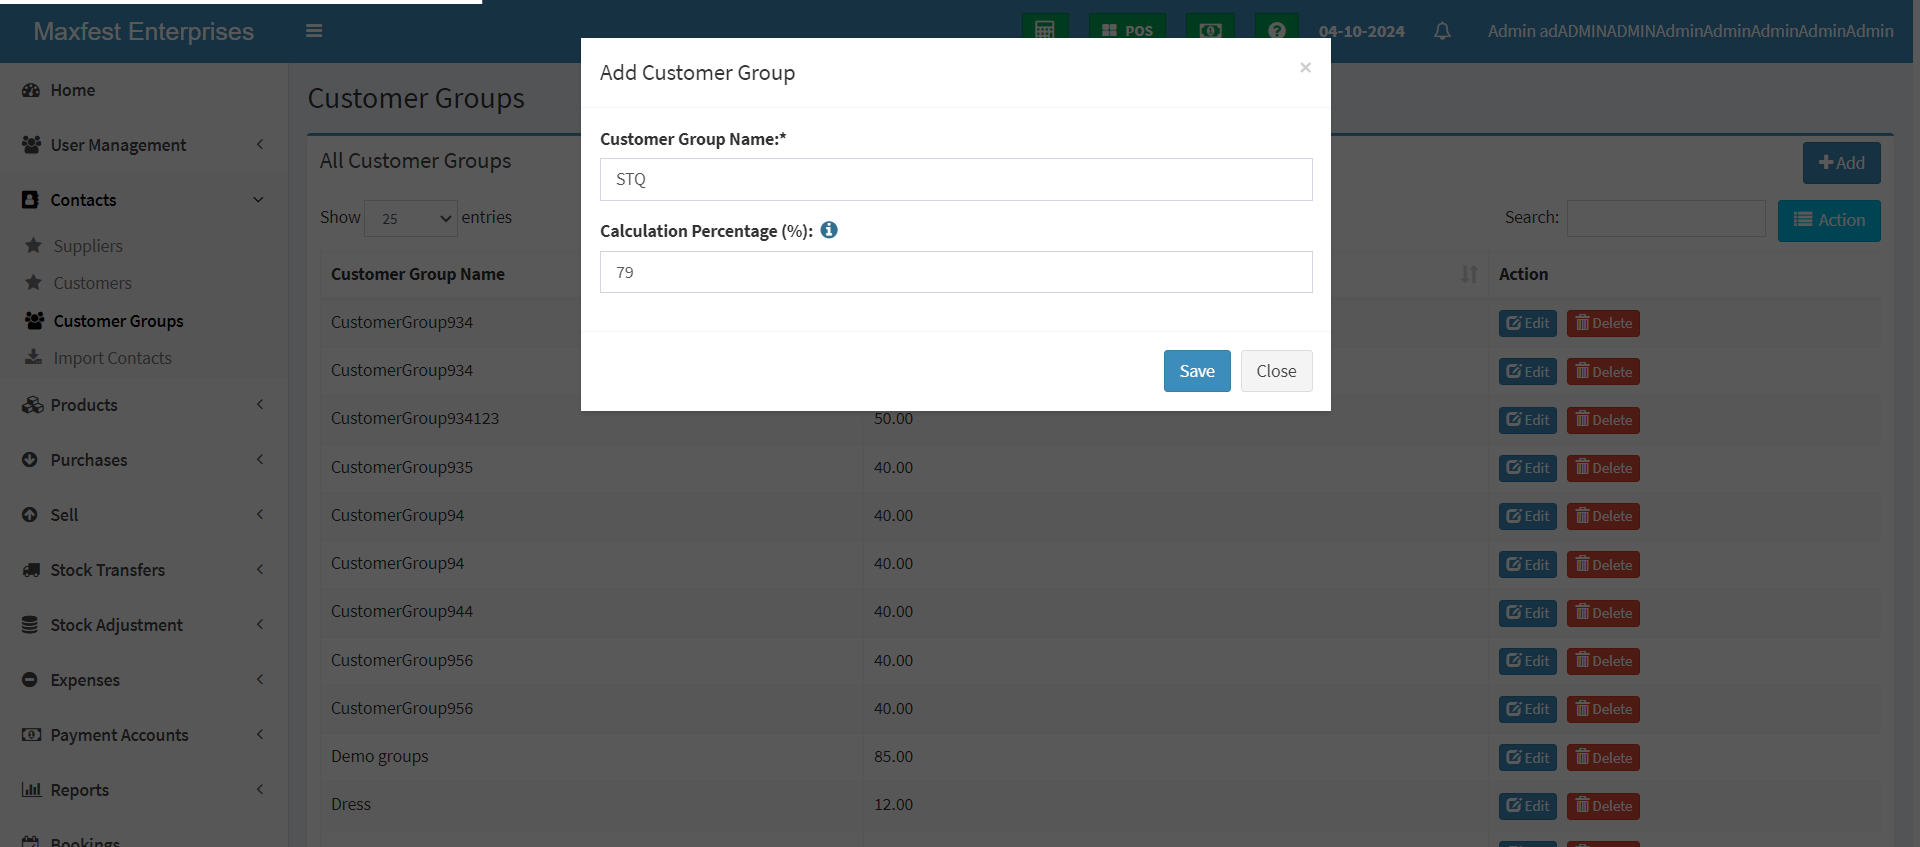 Maxfest Enterprises
POS
04-10-2024
Admin adADMINADMINAdminAdminAdminAdminAdmin
Home
User Management
Contacts
Suppliers
Customers
Customer Groups
Import Contacts
Products
Purchases
Sell
Stock Transfers
Stock Adjustment
Expenses
Payment Accounts
Reports
Bookings
Customer Groups
All Customer Groups
Add
Show 25 entries
Search:
Action
Customer Group Name Action
CustomerGroup934 Edit Delete
CustomerGroup934 Edit Delete
CustomerGroup934123 50.00 Edit Delete
CustomerGroup935 40.00 Edit Delete
CustomerGroup94 40.00 Edit Delete
CustomerGroup94 40.00 Edit Delete
CustomerGroup944 40.00 Edit Delete
CustomerGroup956 40.00 Edit Delete
CustomerGroup956 40.00 Edit Delete
Demo groups 85.00 Edit Delete
Dress 12.00 Edit Delete
Add Customer Group
×
Customer Group Name:*
STQ
Calculation Percentage (%):
79
Save Close